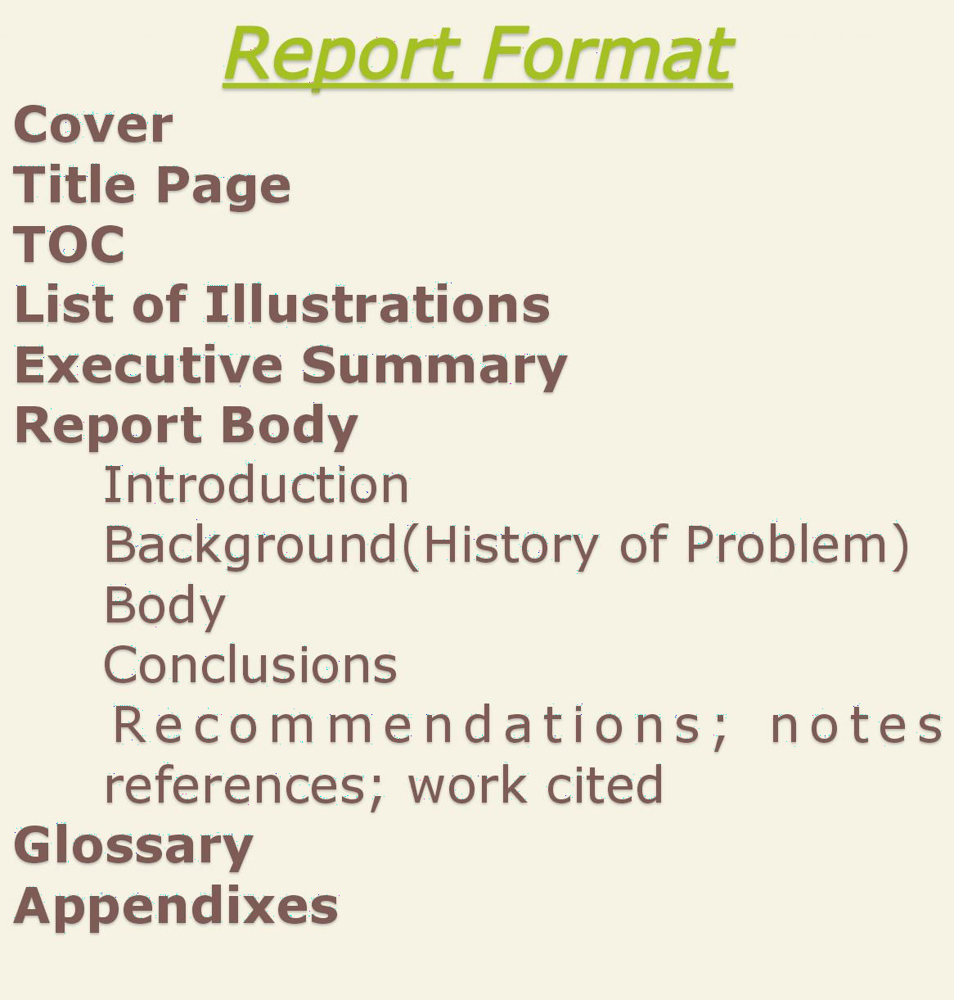 Report Format
Cover
Title Page
TOC
List of Illustrations
Executive Summary
Report Body
Introduction
Background(History of Problem)
Body
Conclusions
Recommendations; notes
references; work cited
Glossary
Appendixes